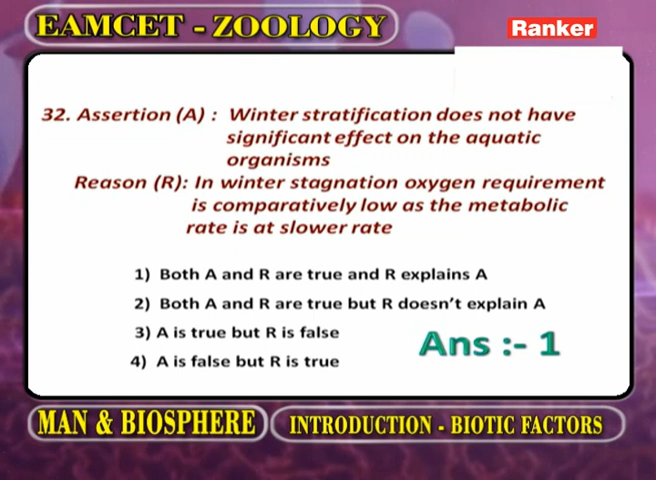 EAMCET - ZOOLOGY
Ranker
32. Assertion (A) : Winter stratification does not have
significant effect on the aquatic
organisms
Reason (R): In winter stagnation oxygen requirement
is comparatively low as the metabolic
rate is at slower rate
1) Both A and R are true and R explains A
2) Both A and R are true but R doesn't explain A
3) A is true but R is false
4) A is false but R is true
Ans :- 1
MAN & BIOSPHERE
INTRODUCTION - BIOTIC FACTORS